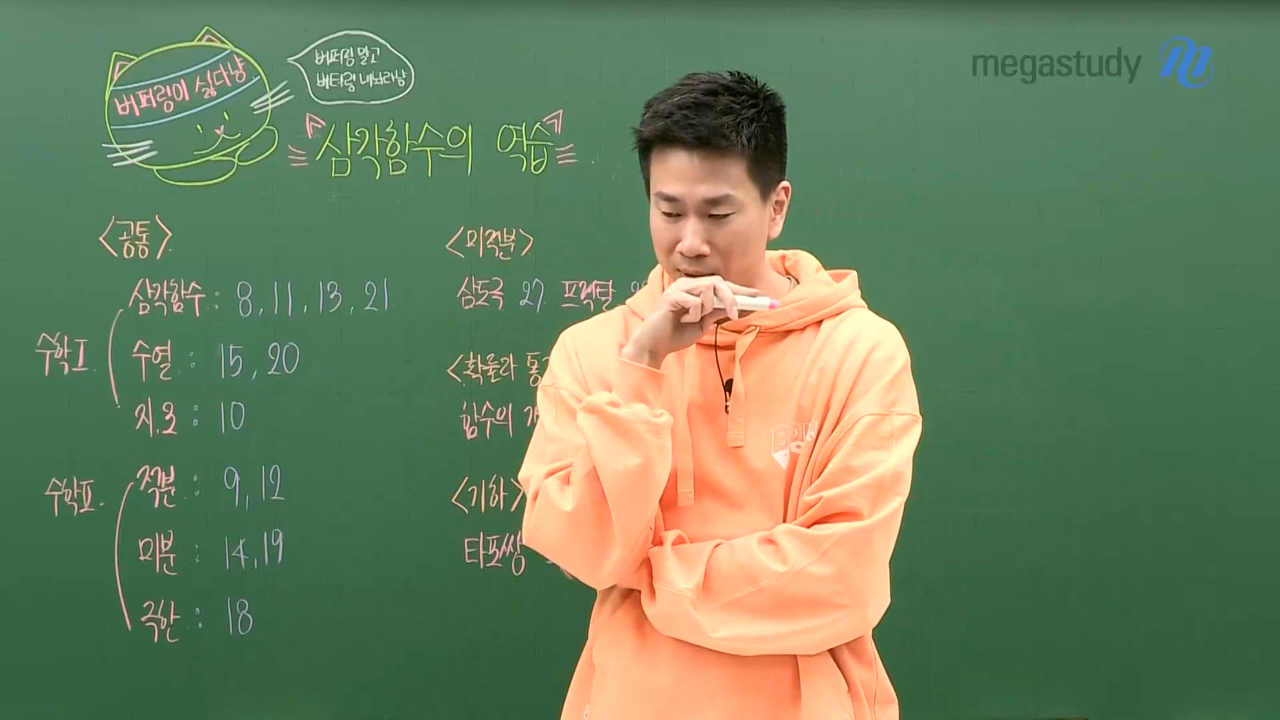 megastudy
버퍼링이 싫다냥
버퍼링 말고
버터링 내놔라냥
삼각함수의 역습
<공통>
수학Ⅰ.
삼각함수 : 8, 11, 13, 21
수열 : 15, 20
지.로 : 10
수학Ⅱ.
적분 : 9, 12
미분 : 14, 19
극한 : 18
<미적분>
삼도극 27. 프랙탈
<확률과
함수의
<기하>
타포쌍